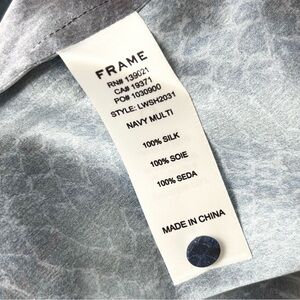 FRAME
RN# 139021
CA# 19371
PO# 1030900
STYLE: LWSH2031
NAVY MULTI
100% SILK
100% SOIE
100% SEDA
MADE IN CHINA